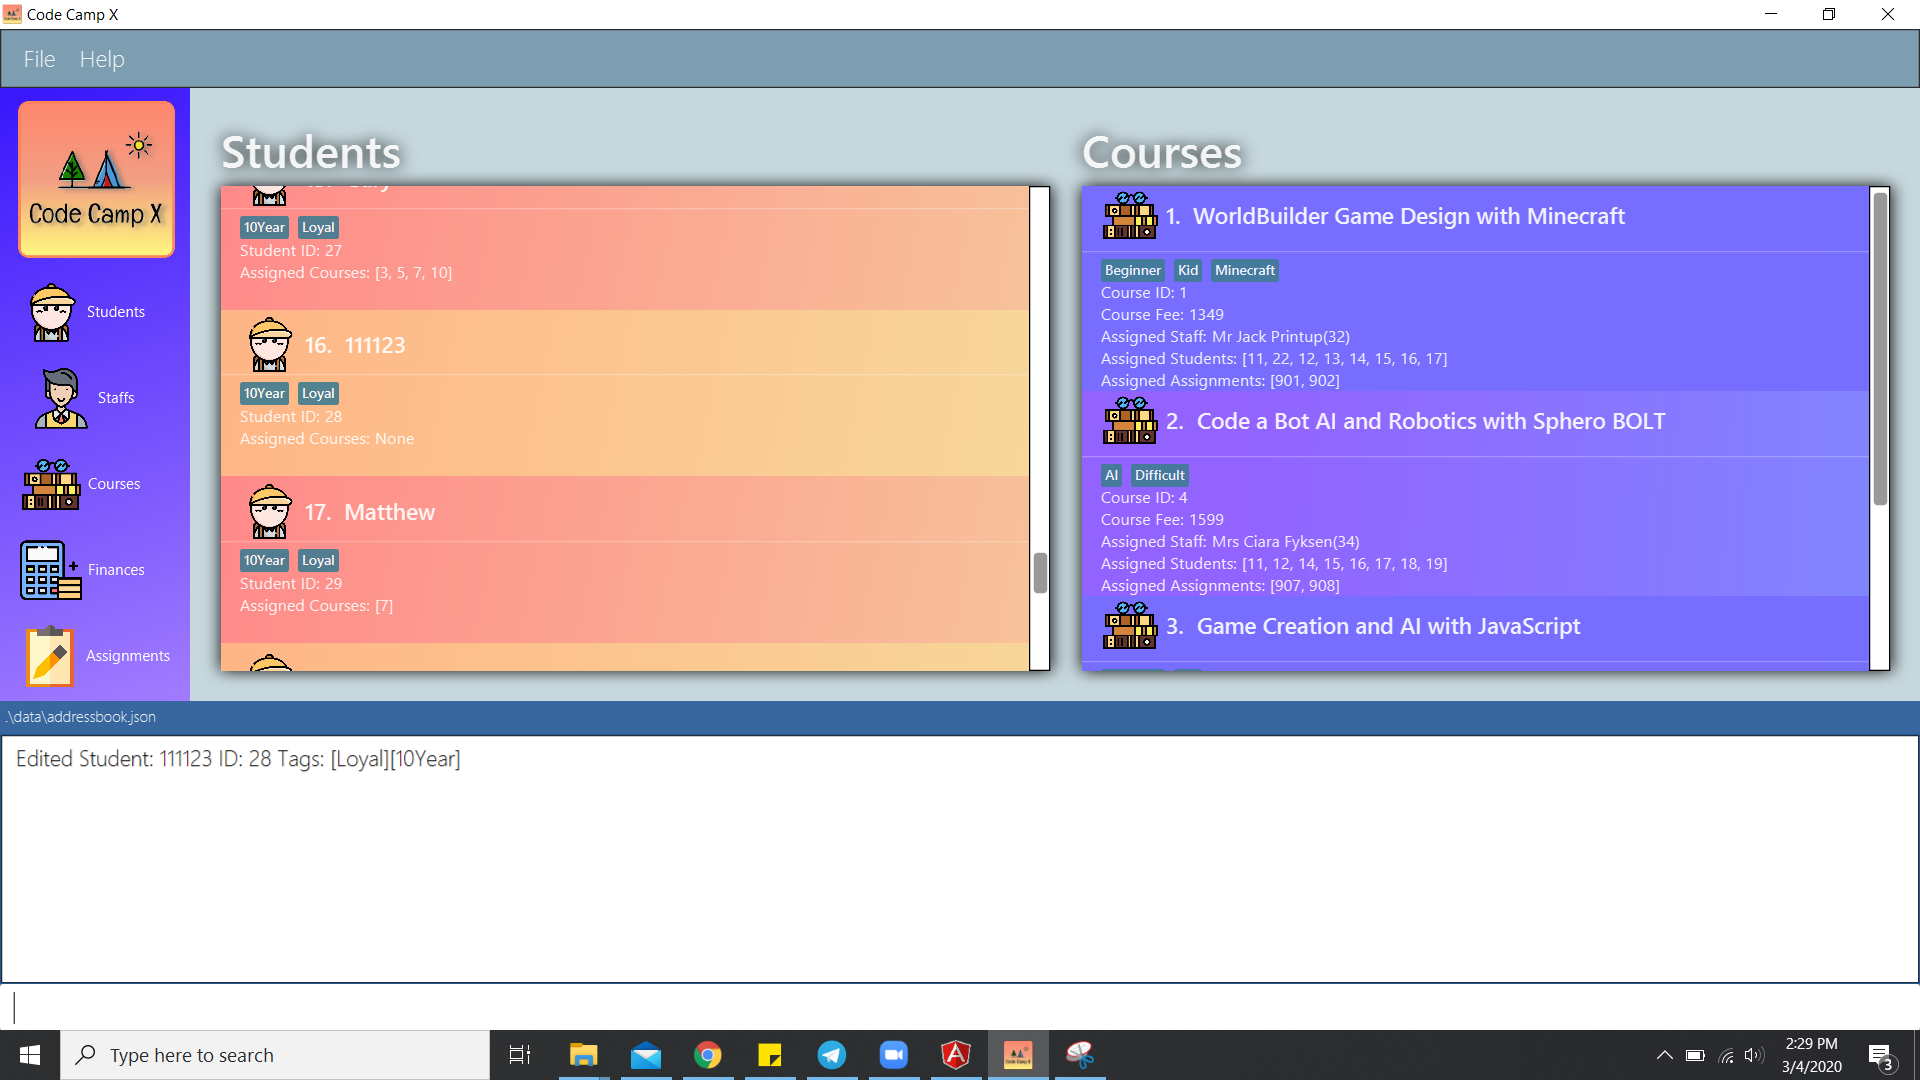 Code Camp X
File Help
Code Camp X
Students
Staffs
Courses
Finances
Assignments
Students
10Year Loyal
Student ID: 27
Assigned Courses: [3, 5, 7, 10]
16. 111123
10Year Loyal
Student ID: 28
Assigned Courses: None
17. Matthew
10Year Loyal
Student ID: 29
Assigned Courses: [7]
Courses
1. WorldBuilder Game Design with Minecraft
Beginner Kid Minecraft
Course ID: 1
Course Fee: 1349
Assigned Staff: Mr Jack Printup(32)
Assigned Students: [11, 22, 12, 13, 14, 15, 16, 17]
Assigned Assignments: [901, 902]
2. Code a Bot AI and Robotics with Sphero BOLT
AI Difficult
Course ID: 4
Course Fee: 1599
Assigned Staff: Mrs Ciara Fyksen(34)
Assigned Students: [11, 12, 14, 15, 16, 17, 18, 19]
Assigned Assignments: [907, 908]
3. Game Creation and AI with JavaScript
.\data\addressbook.json
Edited Student: 111123 ID: 28 Tags: [Loyal][10Year]
Type here to search
2:29 PM
3/4/2020
3